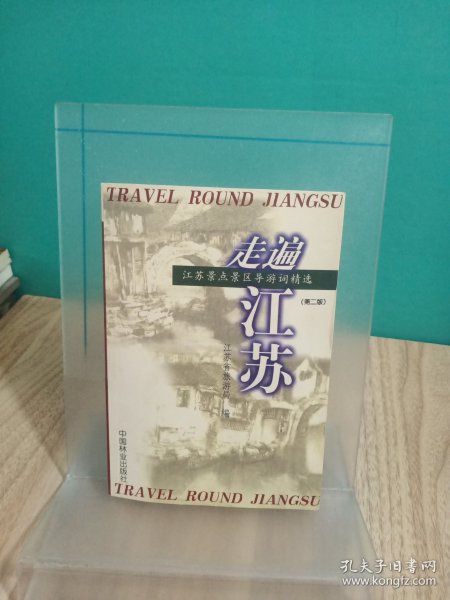 TRAVEL ROUND JIANGSU
走遍
江苏景点景区导游词精选
(第二版)
江苏
江苏省旅游局 编
中国林业出版社
TRAVEL ROUND JIANGSU
孔夫子旧书网
www.kongfz.com